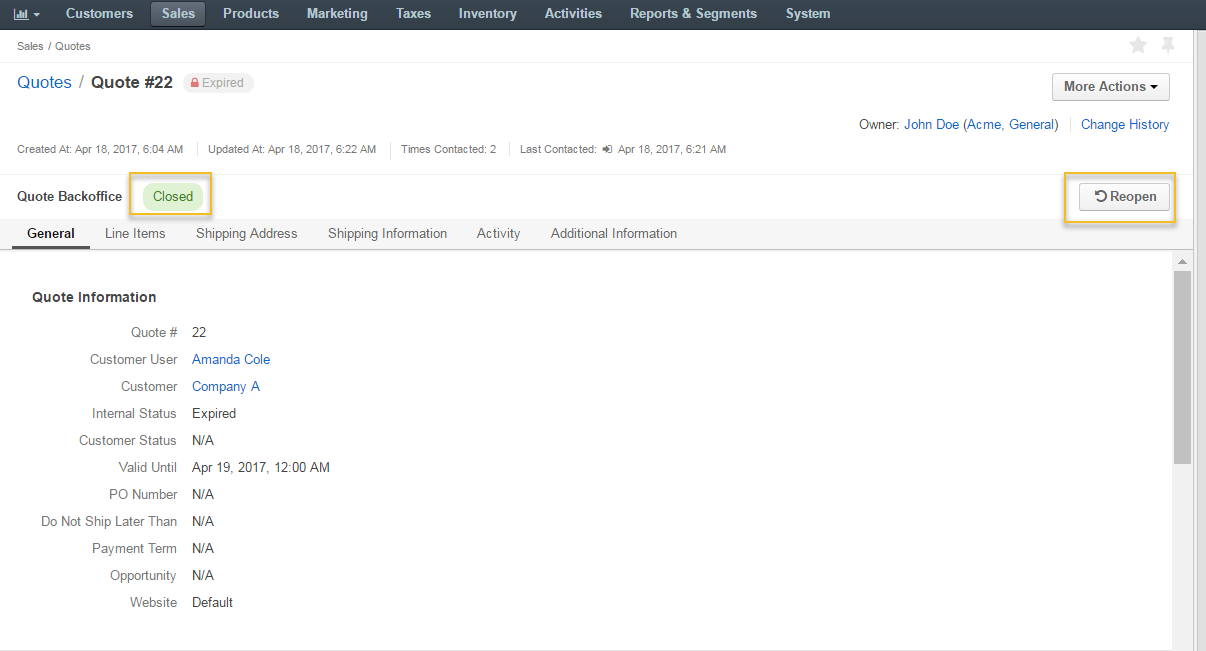 Customers Sales Products Marketing Taxes Inventory Activities Reports & Segments System
Sales / Quotes
Quotes / Quote #22 Expired
More Actions
Owner: John Doe (Acme, General) Change History
Created At: Apr 18, 2017, 6:04 AM Updated At: Apr 18, 2017, 6:22 AM Times Contacted: 2 Last Contacted: Apr 18, 2017, 6:21 AM
Quote Backoffice Closed Reopen
General Line Items Shipping Address Shipping Information Activity Additional Information
Quote Information
Quote # 22
Customer User Amanda Cole
Customer Company A
Internal Status Expired
Customer Status N/A
Valid Until Apr 19, 2017, 12:00 AM
PO Number N/A
Do Not Ship Later Than N/A
Payment Term N/A
Opportunity N/A
Website Default